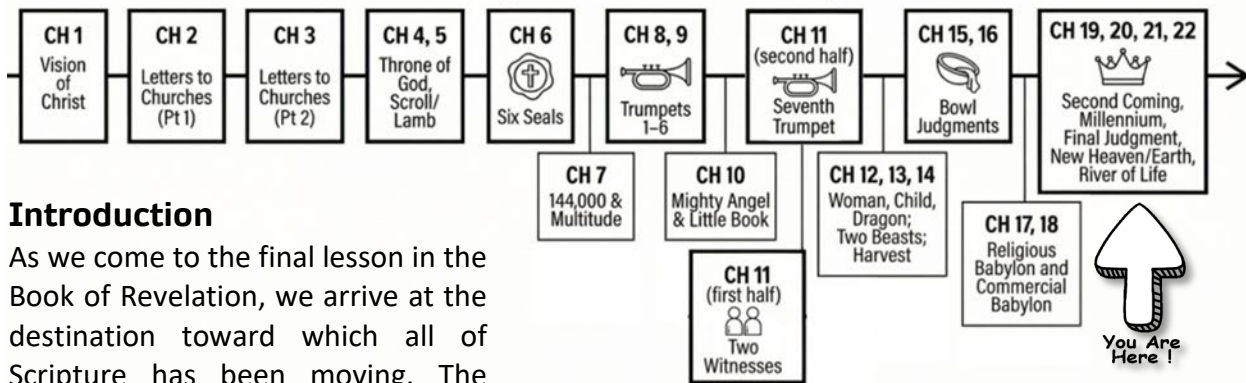 CH 1
Vision
of
Christ
CH 2
Letters to
Churches
(Pt 1)
CH 3
Letters to
Churches
(Pt 2)
CH 4, 5
Throne of
God,
Scroll/
Lamb
CH 6
Six Seals
CH 8, 9
Trumpets
1–6
CH 11
(second half)
Seventh
Trumpet
CH 15, 16
Bowl
Judgments
CH 19, 20, 21, 22
Second Coming,
Millennium,
Final Judgment,
New Heaven/Earth,
River of Life
CH 7
144,000 &
Multitude
CH 10
Mighty Angel
& Little Book
CH 11
(first half)
Two
Witnesses
CH 12, 13, 14
Woman, Child,
Dragon;
Two Beasts;
Harvest
CH 17, 18
Religious
Babylon and
Commercial
Babylon
You Are
Here !
Introduction
As we come to the final lesson in the
Book of Revelation, we arrive at the
destination toward which all of
Scripture has been moving. The